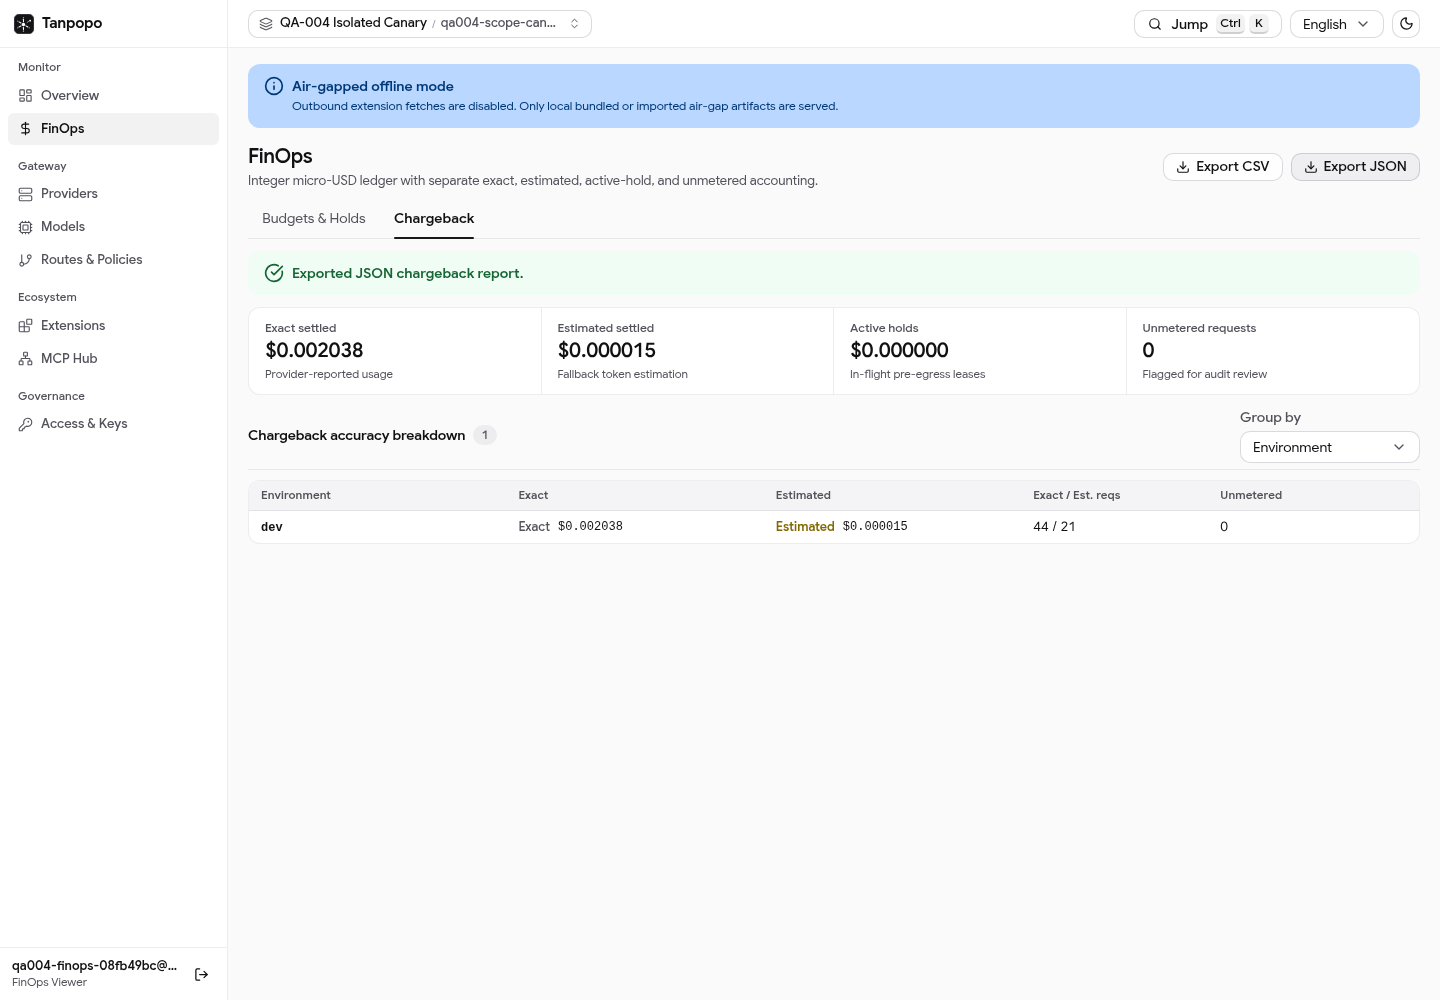 Tanpopo
QA-004 Isolated Canary / qa004-scope-can...
Jump Ctrl K
English
Monitor
Overview
FinOps
Gateway
Providers
Models
Routes & Policies
Ecosystem
Extensions
MCP Hub
Governance
Access & Keys
qa004-finops-08fb49bc@...
FinOps Viewer
Air-gapped offline mode
Outbound extension fetches are disabled. Only local bundled or imported air-gap artifacts are served.
FinOps
Integer micro-USD ledger with separate exact, estimated, active-hold, and unmetered accounting.
Export CSV
Export JSON
Budgets & Holds
Chargeback
Exported JSON chargeback report.
Exact settled
$0.002038
Provider-reported usage
Estimated settled
$0.000015
Fallback token estimation
Active holds
$0.000000
In-flight pre-egress leases
Unmetered requests
0
Flagged for audit review
Chargeback accuracy breakdown 1
Group by
Environment
Environment Exact Estimated Exact / Est. reqs Unmetered
dev Exact $0.002038 Estimated $0.000015 44 / 21 0